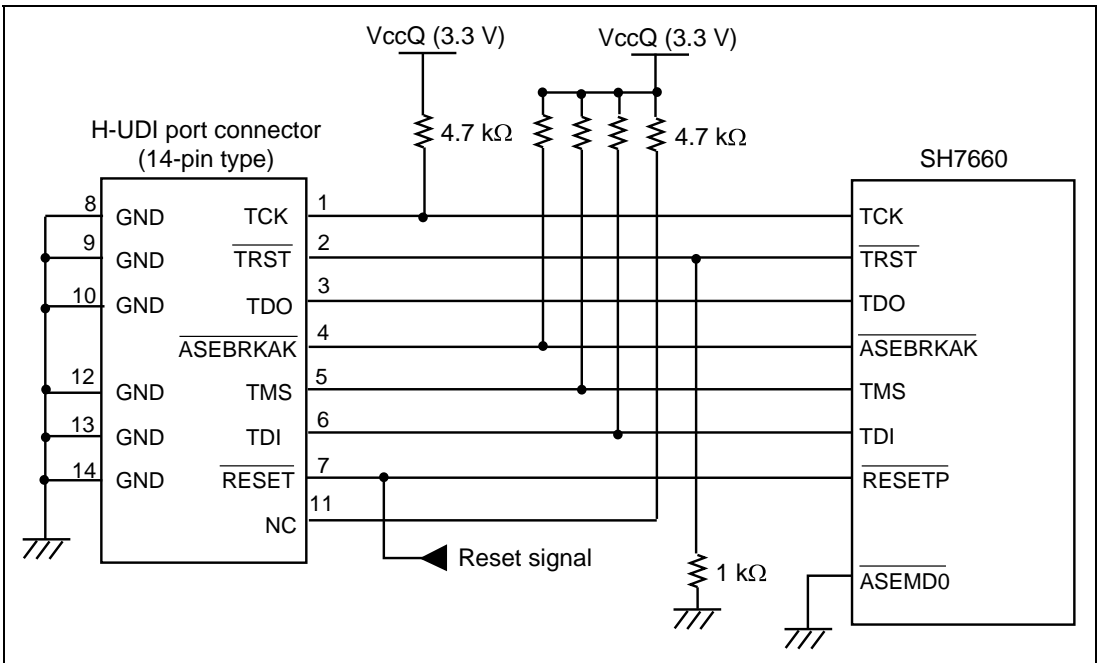 VccQ (3.3 V)
VccQ (3.3 V)
4.7 kΩ
4.7 kΩ
H-UDI port connector
(14-pin type)
SH7660
8 GND TCK 1 TCK
9 GND TRST 2 TRST
10 GND TDO 3 TDO
ASEBRKAK 4 ASEBRKAK
12 GND TMS 5 TMS
13 GND TDI 6 TDI
14 GND RESET 7 RESETP
NC 11
Reset signal
1 kΩ
ASEMD0